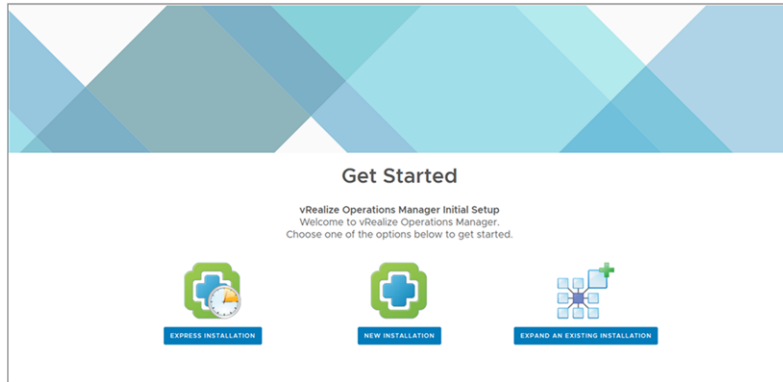 Get Started
vRealize Operations Manager Initial Setup
Welcome to vRealize Operations Manager.
Choose one of the options below to get started.
EXPRESS INSTALLATION
NEW INSTALLATION
EXPAND AN EXISTING INSTALLATION